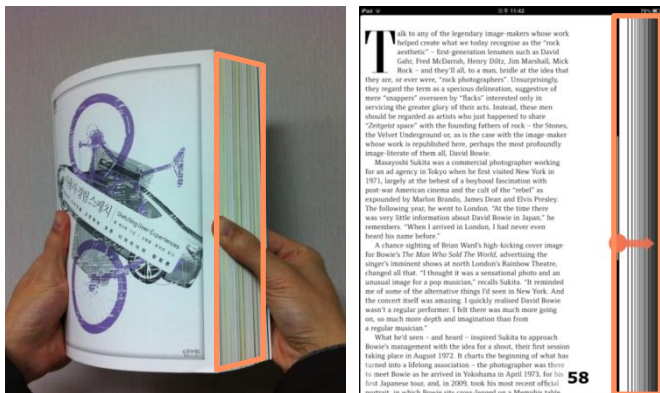 Sketching User Experiences
iPad
오후 11:42
Talk to any of the legendary image-makers whose work
helped create what we today recognise as the "rock
aesthetic" – first-generation lensmen such as David
Gahr, Fred McDarrah, Henry Diltz, Jim Marshall, Mick
Rock – and they'll all, to a man, bridle at the idea that
they are, or ever were, "rock photographers". Unsurprisingly,
they regard the term as a specious delineation, suggestive of
mere "snappers" overseen by "flacks" interested only in
servicing the greater glory of their acts. Instead, these men
should be regarded as artists who just happened to share
"Zeitgeist space" with the founding fathers of rock – the Stones,
the Velvet Underground or, as is the case with the image-maker
whose work is republished here, perhaps the most profoundly
image-literate of them all, David Bowie.
Masayoshi Sukita was a commercial photographer working
for an ad agency in Tokyo when he first visited New York in
1971, largely at the behest of a boyhood fascination with
post-war American cinema and the cult of the "rebel" as
expounded by Marlon Brando, James Dean and Elvis Presley.
The following year, he went to London. "At the time there
was very little information about David Bowie in Japan," he
remembers. "When I arrived in London, I had never even
heard his name before."
A chance sighting of Brian Ward's high-kicking cover image
for Bowie's The Man Who Sold The World, advertising the
singer's imminent shows at north London's Rainbow Theatre,
changed all that. "I thought it was a sensational photo and an
unusual image for a pop musician," recalls Sukita. "It reminded
me of some of the alternative things I'd seen in New York. And
the concert itself was amazing. I quickly realised David Bowie
wasn't a regular performer. I felt there was much more going
on, so much more depth and imagination than from
a regular musician."
What he'd seen – and heard – inspired Sukita to approach
Bowie's management with the idea for a shoot, their first session
taking place in August 1972. It charts the beginning of what has
turned into a lifelong association – the photographer was there
to meet Bowie as he arrived in Yokohama in April 1973, for his
first Japanese tour, and, in 2009, took his most recent official
portrait, in which Bowie sits cross-legged on a Memphis table
58